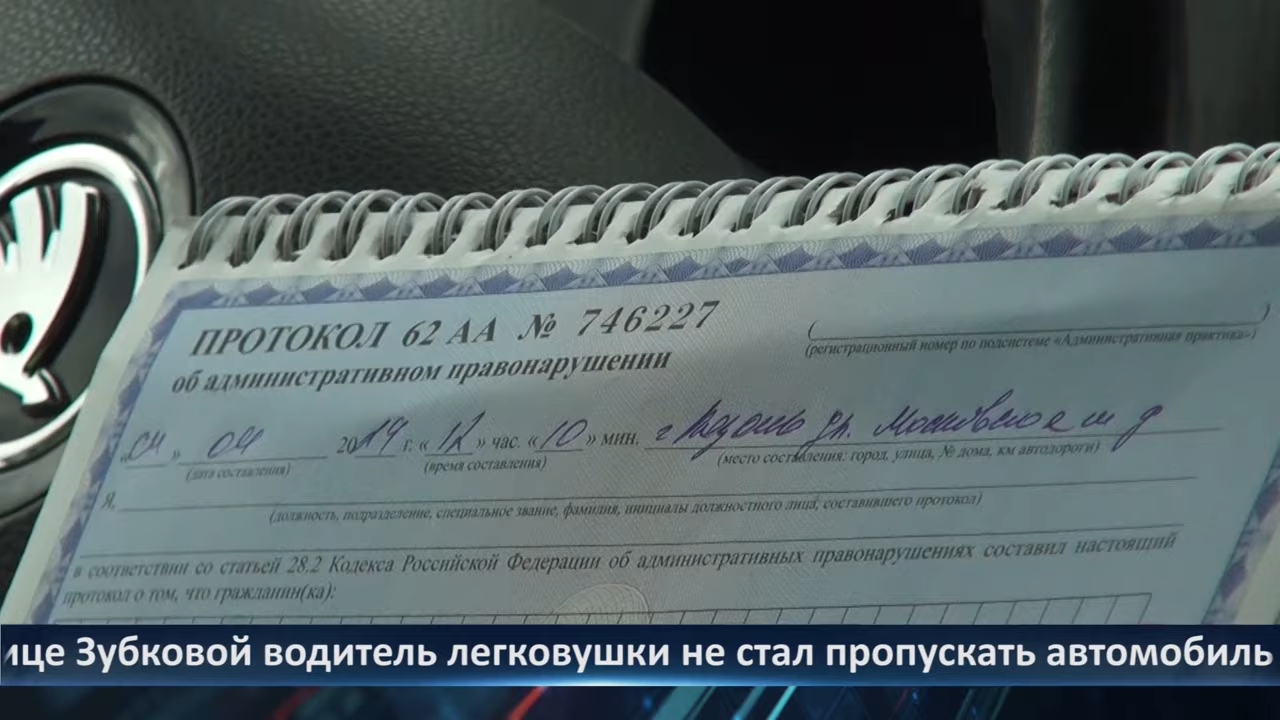 ПРОТОКОЛ 62 АА № 746227
об административном правонарушении
(регистрационный номер по подсистеме «Административная практика»)
« » 04 2014 г. « 12 » час. « 10 » мин. г ул. Московское ш д
(дата составления) (время составления) (место составления: город, улица, № дома, км автодороги)
Я,
(должность, подразделение, специальное звание, фамилия, инициалы должностного лица, составившего протокол)
в соответствии со статьей 28.2 Кодекса Российской Федерации об административных правонарушениях составил настоящий
протокол о том, что гражданин(ка):
ице Зубковой водитель легковушки не стал пропускать автомобиль